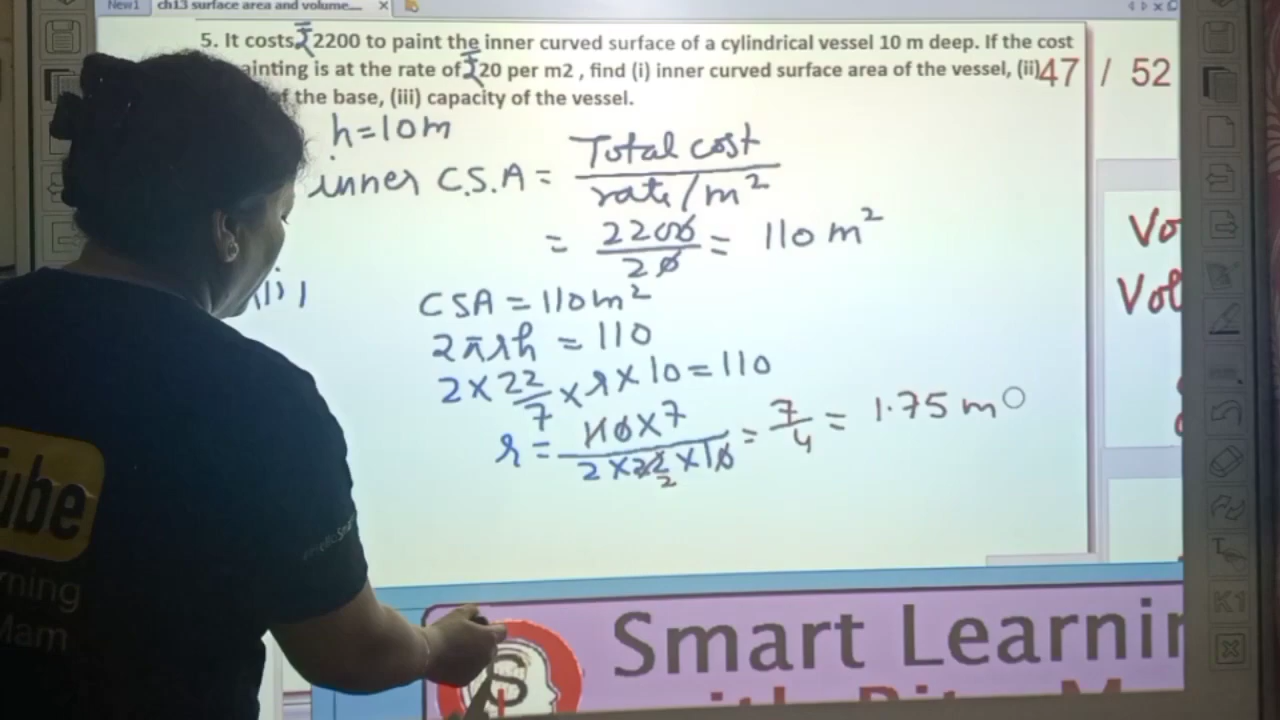 New1 ch13 surface area and volume....
5. It costs ₹2200 to paint the inner curved surface of a cylindrical vessel 10 m deep. If the cost
ainting is at the rate of ₹20 per m2 , find (i) inner curved surface area of the vessel, (ii)
47 / 52
f the base, (iii) capacity of the vessel.
h=10m
inner C.S.A = Total cost / rate/m²
= 2200 / 20 = 110 m²
(ii)
CSA = 110m²
2πrh = 110
2 × 22/7 × r × 10 = 110
r = 110×7 / 2×22×10 = 7/4 = 1.75 m
2
Vo
Vol
ube
rning
Mam
K1
Smart Learnin
S